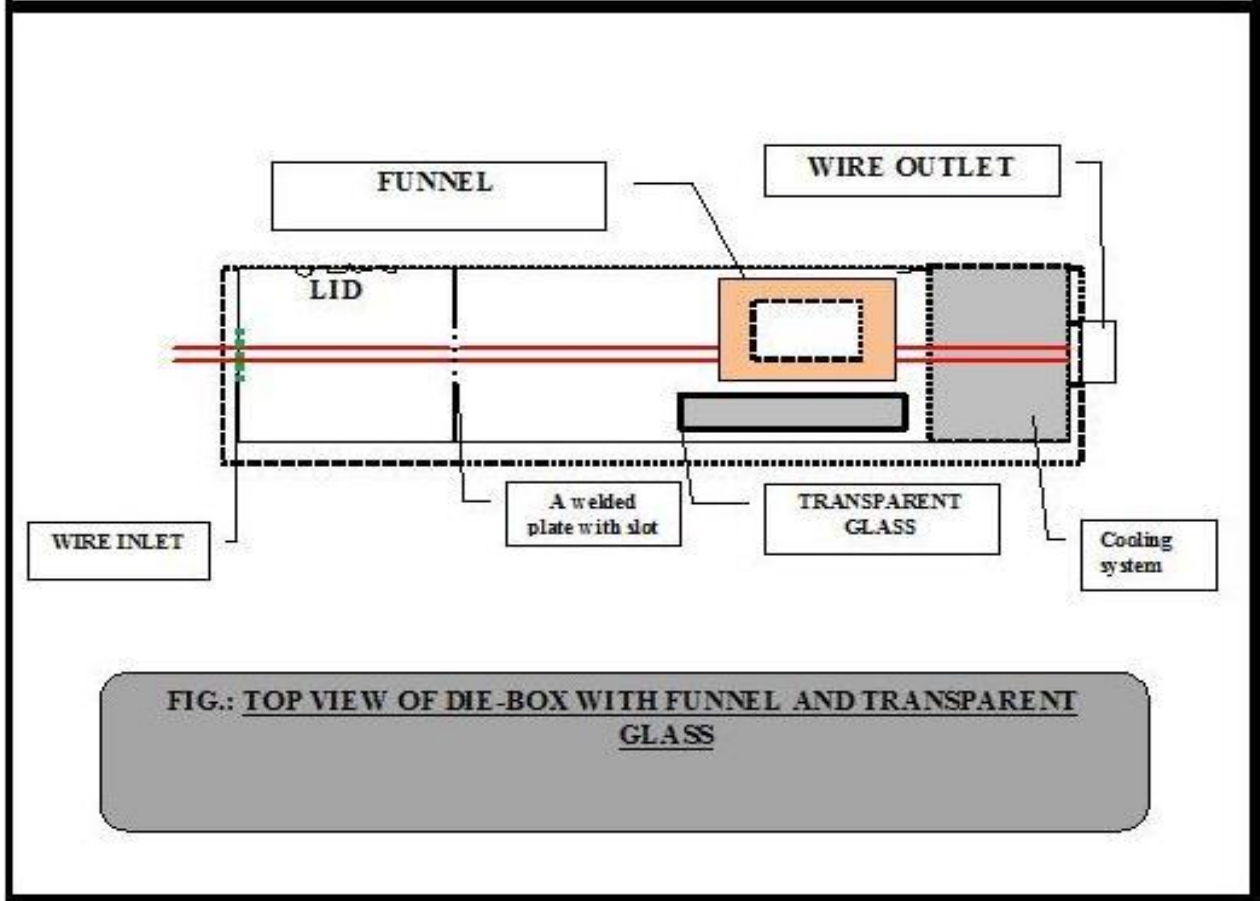 FUNNEL
WIRE OUTLET
LID
A welded
plate with slot
TRANSPARENT
GLASS
WIRE INLET
Cooling
system
FIG.: TOP VIEW OF DIE-BOX WITH FUNNEL AND TRANSPARENT
GLASS